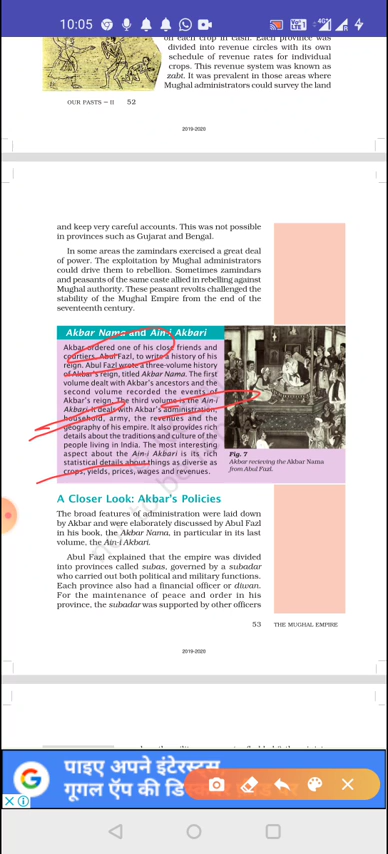 10:05
4G
on each crop in cash. Each province was
divided into revenue circles with its own
schedule of revenue rates for individual
crops. This revenue system was known as
zabt. It was prevalent in those areas where
Mughal administrators could survey the land
OUR PASTS – II 52
2019-2020
and keep very careful accounts. This was not possible
in provinces such as Gujarat and Bengal.
In some areas the zamindars exercised a great deal
of power. The exploitation by Mughal administrators
could drive them to rebellion. Sometimes zamindars
and peasants of the same caste allied in rebelling against
Mughal authority. These peasant revolts challenged the
stability of the Mughal Empire from the end of the
seventeenth century.
Akbar Nama and Ain-i Akbari
Akbar ordered one of his close friends and
courtiers, Abul Fazl, to write a history of his
reign. Abul Fazl wrote a three-volume history
of Akbar's reign, titled Akbar Nama. The first
volume dealt with Akbar's ancestors and the
second volume recorded the events of
Akbar's reign. The third volume is the Ain-i
Akbari. It deals with Akbar's administration,
household, army, the revenues and the
geography of his empire. It also provides rich
details about the traditions and culture of the
people living in India. The most interesting
aspect about the Ain-i Akbari is its rich
statistical details about things as diverse as
crops, yields, prices, wages and revenues.
Fig. 7
Akbar recieving the Akbar Nama
from Abul Fazl.
A Closer Look: Akbar's Policies
The broad features of administration were laid down
by Akbar and were elaborately discussed by Abul Fazl
in his book, the Akbar Nama, in particular in its last
volume, the Ain-i Akbari.
Abul Fazl explained that the empire was divided
into provinces called subas, governed by a subadar
who carried out both political and military functions.
Each province also had a financial officer or diwan.
For the maintenance of peace and order in his
province, the subadar was supported by other officers
53 THE MUGHAL EMPIRE
2019-2020
पाइए अपने इंटरेस्ट्स,
गूगल ऐप की